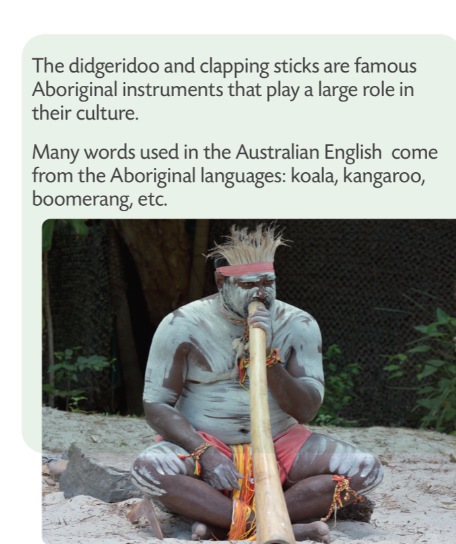 The didgeridoo and clapping sticks are famous
Aboriginal instruments that play a large role in
their culture.
Many words used in the Australian English come
from the Aboriginal languages: koala, kangaroo,
boomerang, etc.